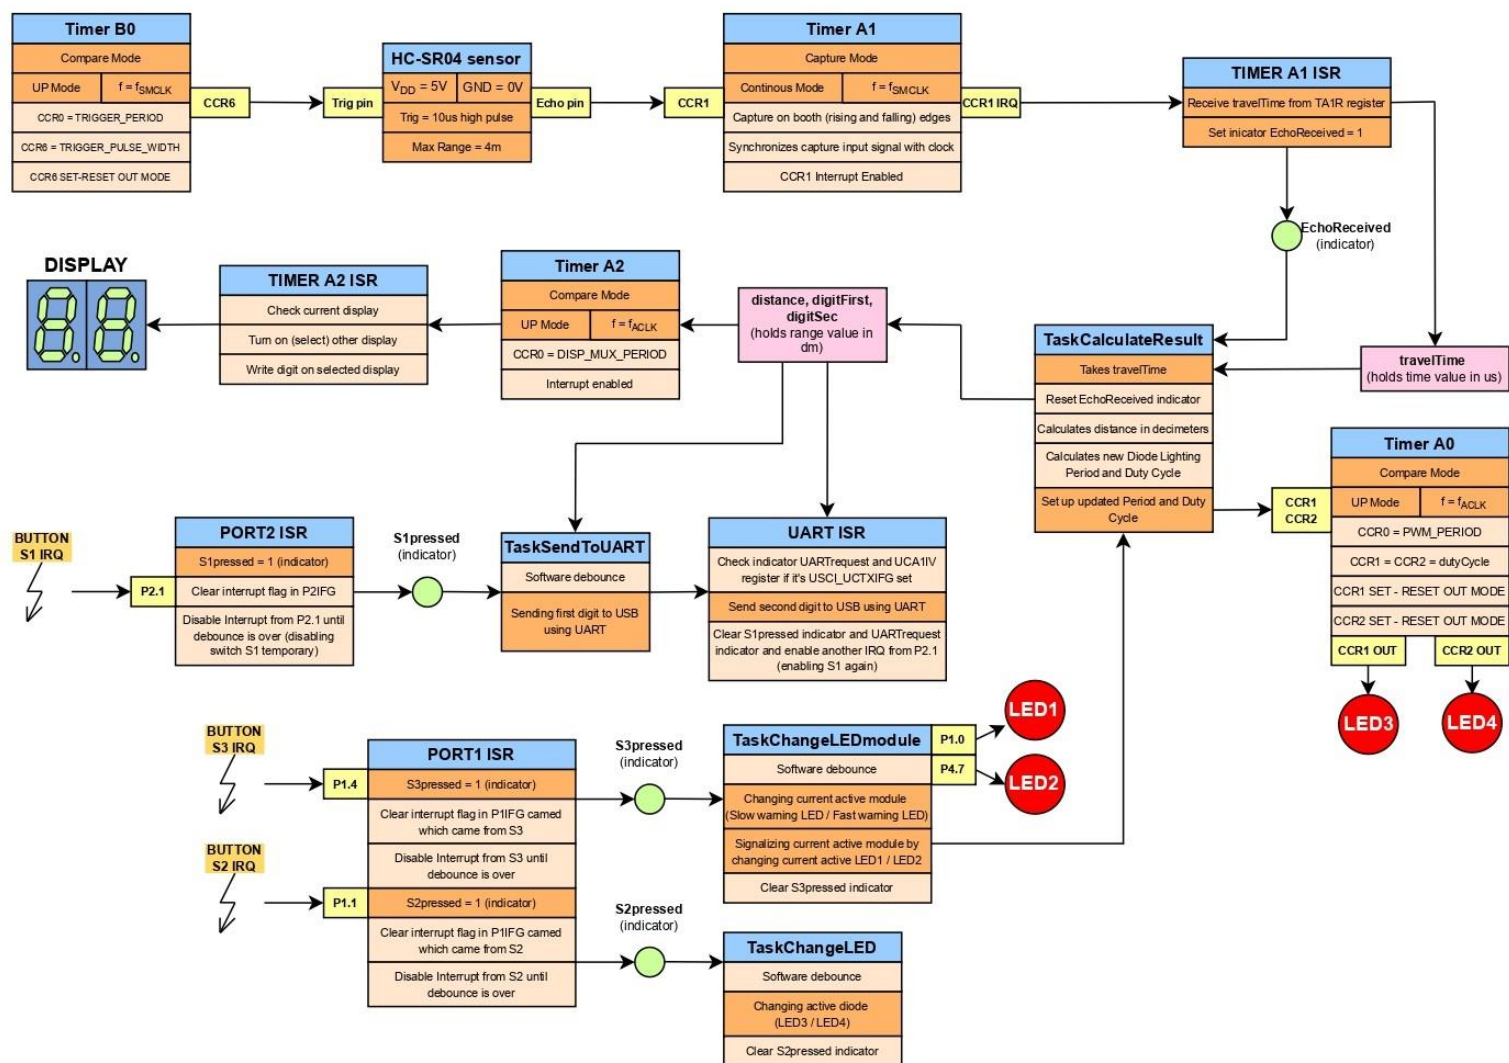 Timer B0
Compare Mode
UP Mode
f = fSMCLK
CCR0 = TRIGGER_PERIOD
CCR6 = TRIGGER_PULSE_WIDTH
CCR6 SET-RESET OUT MODE
CCR6
Trig pin
HC-SR04 sensor
VDD = 5V
GND = 0V
Trig = 10us high pulse
Max Range = 4m
Echo pin
CCR1
Timer A1
Capture Mode
Continous Mode
f = fSMCLK
Capture on booth (rising and falling) edges
Synchronizes capture input signal with clock
CCR1 Interrupt Enabled
CCR1 IRQ
TIMER A1 ISR
Receive travelTime from TA1R register
Set inicator EchoReceived = 1
EchoReceived
(indicator)
DISPLAY
TIMER A2 ISR
Check current display
Turn on (select) other display
Write digit on selected display
Timer A2
Compare Mode
UP Mode
f = fACLK
CCR0 = DISP_MUX_PERIOD
Interrupt enabled
distance, digitFirst,
digitSec
(holds range value in
dm)
TaskCalculateResult
Takes travelTime
Reset EchoReceived indicator
Calculates distance in decimeters
Calculates new Diode Lighting
Period and Duty Cycle
Set up updated Period and Duty
Cycle
travelTime
(holds time value in us)
CCR1
CCR2
Timer A0
Compare Mode
UP Mode
f = fACLK
CCR0 = PWM_PERIOD
CCR1 = CCR2 = dutyCycle
CCR1 SET - RESET OUT MODE
CCR2 SET - RESET OUT MODE
CCR1 OUT
CCR2 OUT
LED3
LED4
BUTTON
S1 IRQ
P2.1
PORT2 ISR
S1pressed = 1 (indicator)
Clear interrupt flag in P2IFG
Disable Interrupt from P2.1 until
debounce is over (disabling
switch S1 temporary)
S1pressed
(indicator)
TaskSendToUART
Software debounce
Sending first digit to USB
using UART
UART ISR
Check indicator UARTrequest and UCA1IV
register if it's USCI_UCTXIFG set
Send second digit to USB using UART
Clear S1pressed indicator and UARTrequest
indicator and enable another IRQ from P2.1
(enabling S1 again)
BUTTON
S3 IRQ
P1.4
BUTTON
S2 IRQ
P1.1
PORT1 ISR
S3pressed = 1 (indicator)
Clear interrupt flag in P1IFG camed
which came from S3
Disable Interrupt from S3 until
debounce is over
S2pressed = 1 (indicator)
Clear interrupt flag in P1IFG camed
which came from S2
Disable Interrupt from S2 until
debounce is over
S3pressed
(indicator)
TaskChangeLEDmodule
Software debounce
Changing current active module
(Slow warning LED / Fast warning LED)
Signalizing current active module by
changing current active LED1 / LED2
Clear S3pressed indicator
P1.0
P4.7
LED1
LED2
S2pressed
(indicator)
TaskChangeLED
Software debounce
Changing active diode
(LED3 / LED4)
Clear S2pressed indicator